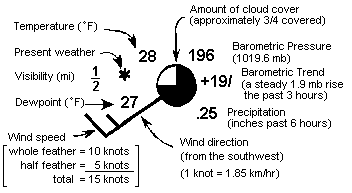 Amount of cloud cover
(approximately 3/4 covered)
Temperature (°F)
28
196
Barometric Pressure
(1019.6 mb)
Present weather
Visibility (mi)
1/2
*
+19/
Barometric Trend
(a steady 1.9 mb rise
the past 3 hours)
Dewpoint (°F)
27
.25
Precipitation
(inches past 6 hours)
Wind speed
whole feather = 10 knots
half feather = 5 knots
total = 15 knots
Wind direction
(from the southwest)
(1 knot = 1.85 km/hr)